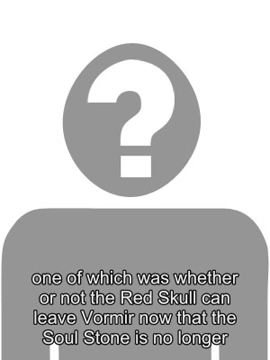 ?
one of which was whether
or not the Red Skull can
leave Vormir now that the
Soul Stone is no longer